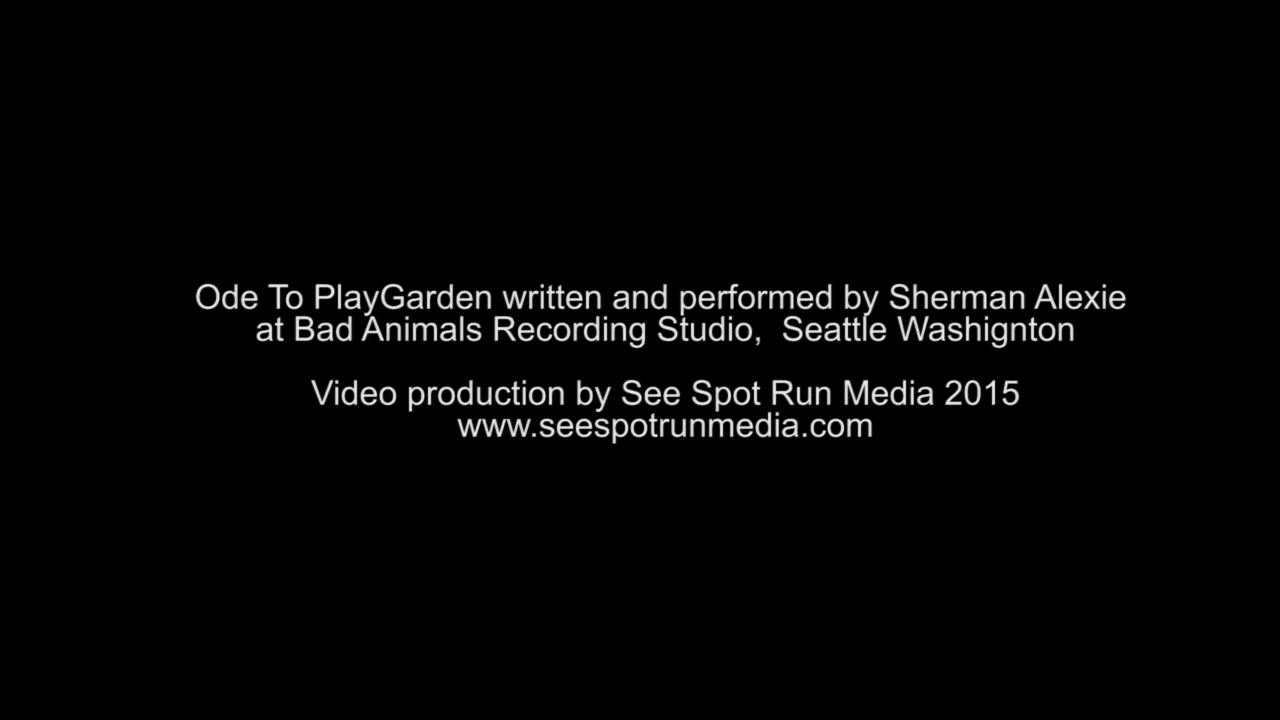 Ode To PlayGarden written and performed by Sherman Alexie
at Bad Animals Recording Studio,  Seattle Washignton
Video production by See Spot Run Media 2015
www.seespotrunmedia.com